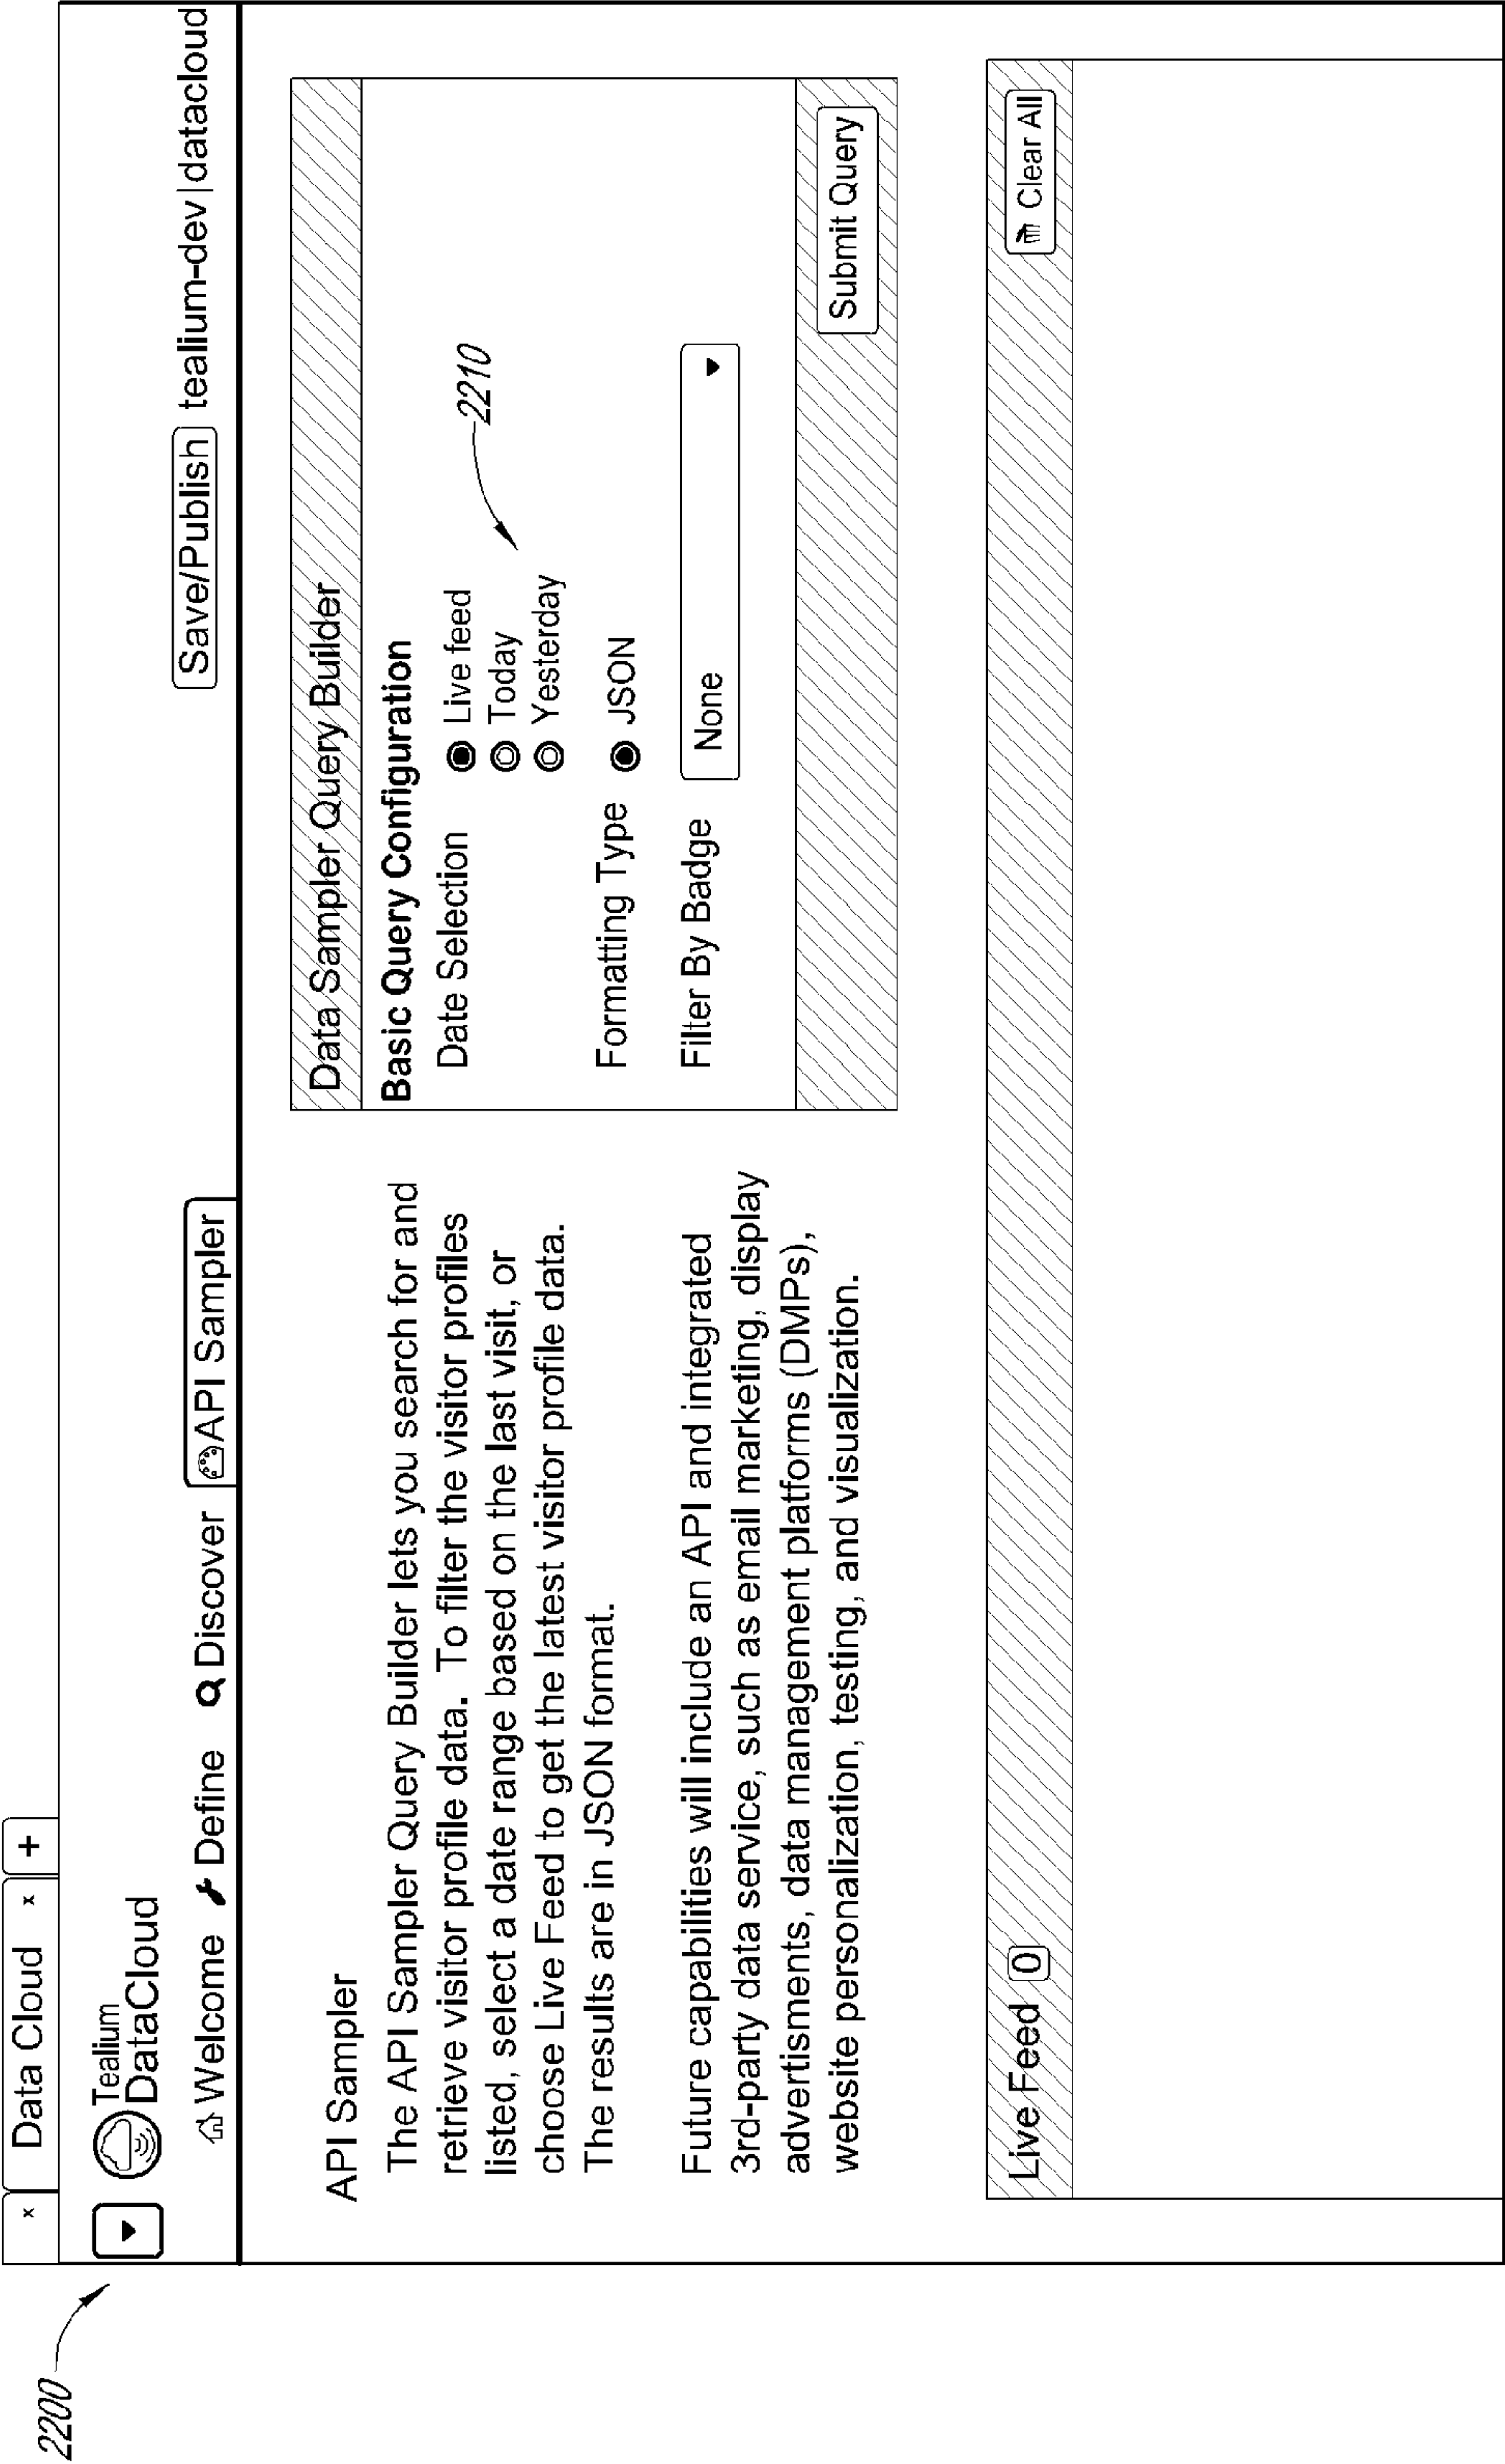 2200
x Data Cloud x +
Tealium
DataCloud
Save/Publish tealium-dev|datacloud
Welcome Define Discover API Sampler
API Sampler
The API Sampler Query Builder lets you search for and
retrieve visitor profile data. To filter the visitor profiles
listed, select a date range based on the last visit, or
choose Live Feed to get the latest visitor profile data.
The results are in JSON format.
Future capabilities will include an API and integrated
3rd-party data service, such as email marketing, display
advertisments, data management platforms (DMPs),
website personalization, testing, and visualization.
Data Sampler Query Builder
Basic Query Configuration
Date Selection Live feed
Today
Yesterday
2210
Formatting Type JSON
Filter By Badge None
Submit Query
Live Feed 0 Clear All